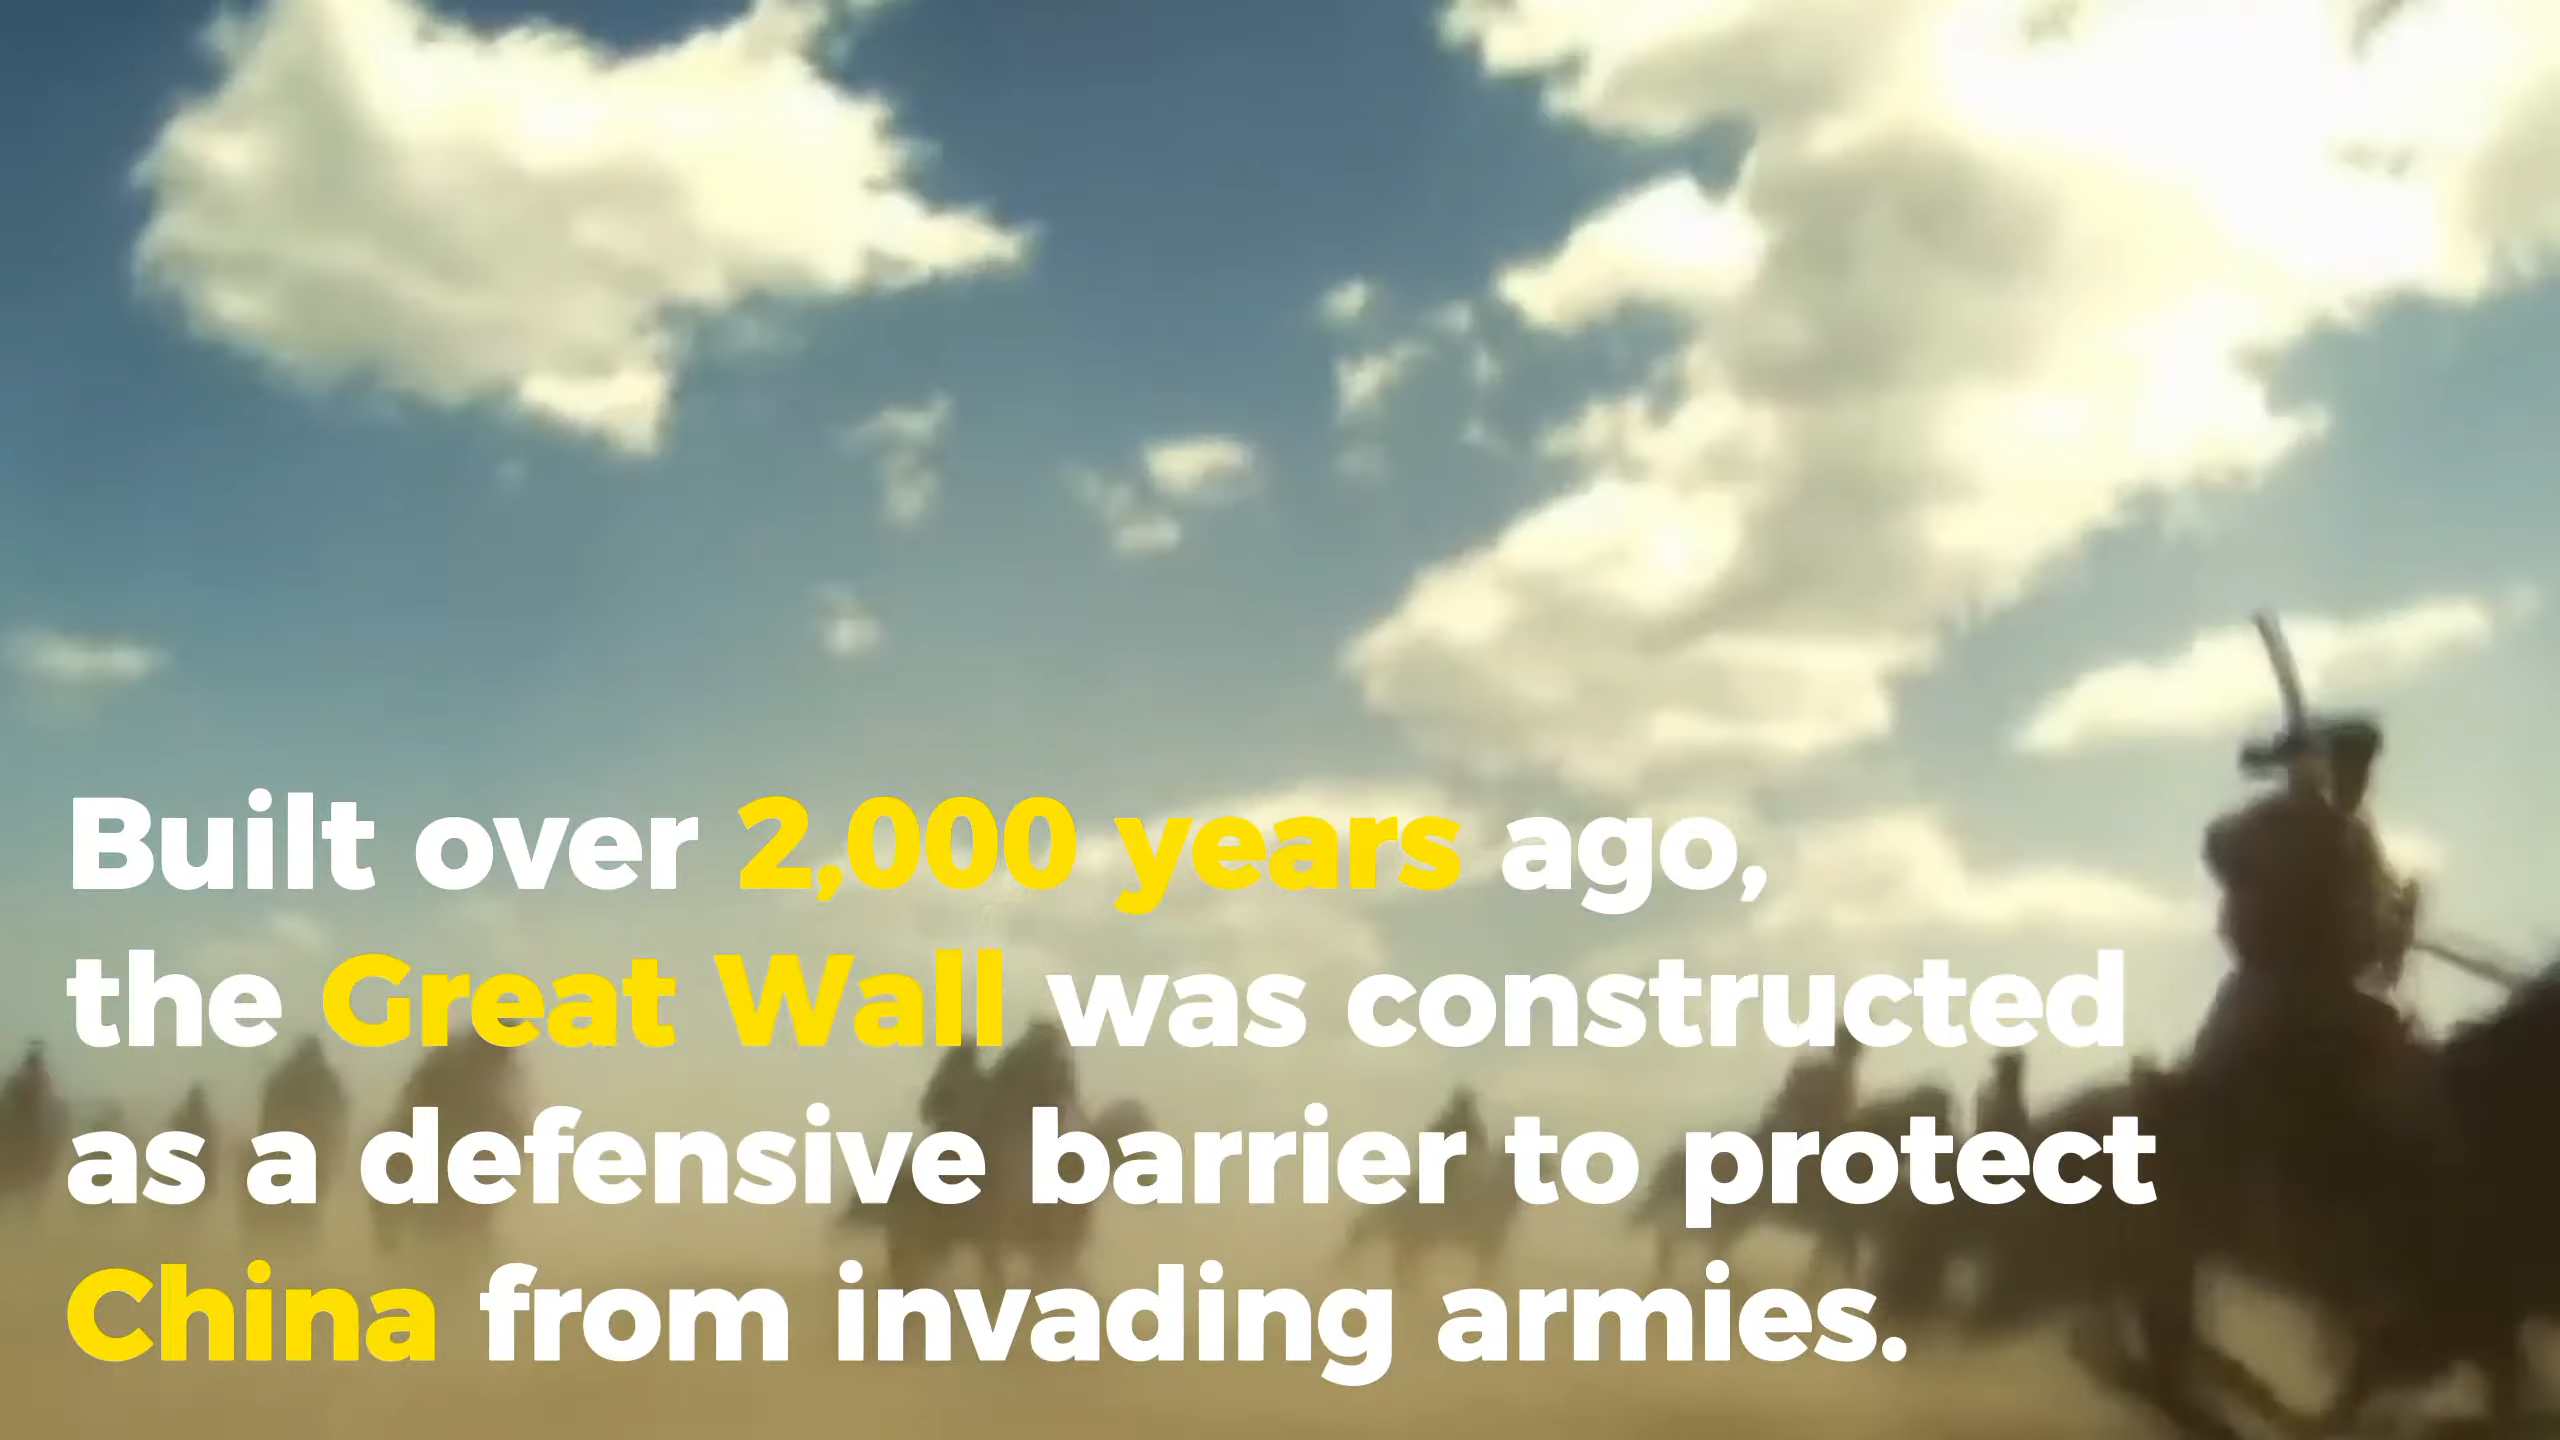 Built over 2,000 years ago,
the Great Wall was constructed
as a defensive barrier to protect
China from invading armies.